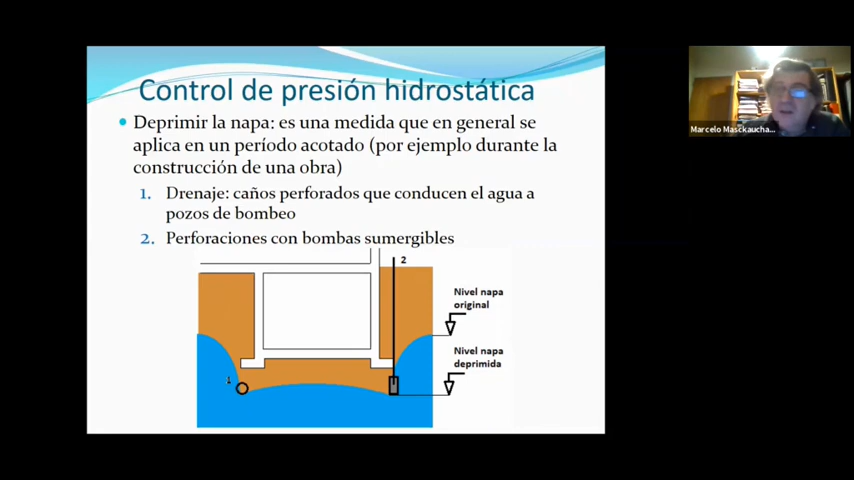 Control de presión hidrostática
Deprimir la napa: es una medida que en general se
aplica en un período acotado (por ejemplo durante la
construcción de una obra)
1. Drenaje: caños perforados que conducen el agua a
pozos de bombeo
2. Perforaciones con bombas sumergibles
2
Nivel napa
original
Nivel napa
deprimida
1
Marcelo Masckaucha...